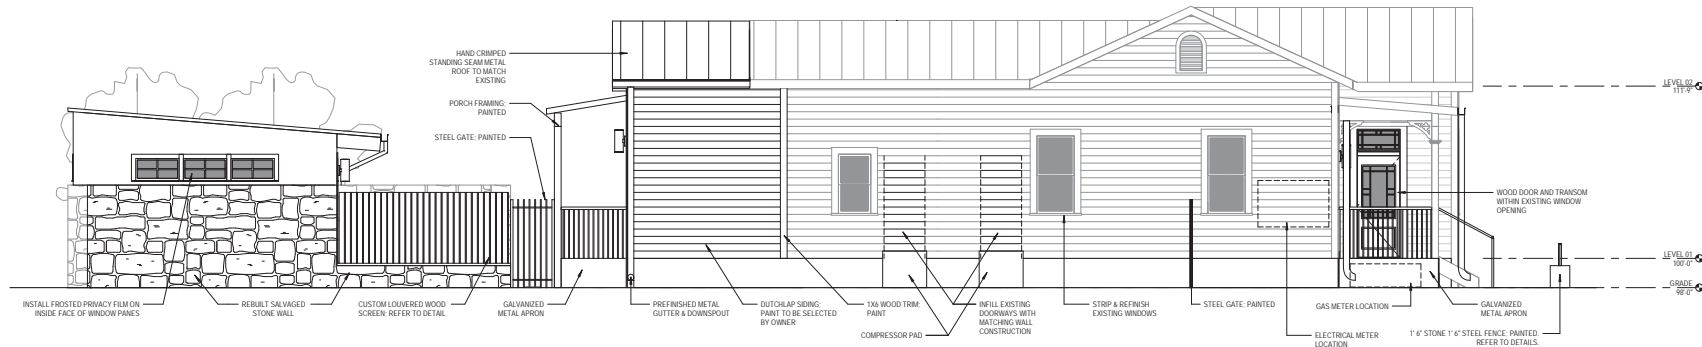 HAND CRIMPED
STANDING SEAM METAL
ROOF TO MATCH
EXISTING
PORCH FRAMING:
PAINTED
STEEL GATE: PAINTED
LEVEL 02
111'-9"
WOOD DOOR AND TRANSOM
WITHIN EXISTING WINDOW
OPENING
LEVEL 01
100'-0"
GRADE
98'-0"
INSTALL FROSTED PRIVACY FILM ON
INSIDE FACE OF WINDOW PANES
REBUILT SALVAGED
STONE WALL
CUSTOM LOUVERED WOOD
SCREEN: REFER TO DETAIL
GALVANIZED
METAL APRON
PREFINISHED METAL
GUTTER & DOWNSPOUT
DUTCHLAP SIDING:
PAINT TO BE SELECTED
BY OWNER
1X6 WOOD TRIM:
PAINT
COMPRESSOR PAD
INFILL EXISTING
DOORWAYS WITH
MATCHING WALL
CONSTRUCTION
STRIP & REFINISH
EXISTING WINDOWS
STEEL GATE: PAINTED
ELECTRICAL METER
LOCATION
GAS METER LOCATION
GALVANIZED
METAL APRON
1' 6" STONE 1' 6" STEEL FENCE; PAINTED.
REFER TO DETAILS.